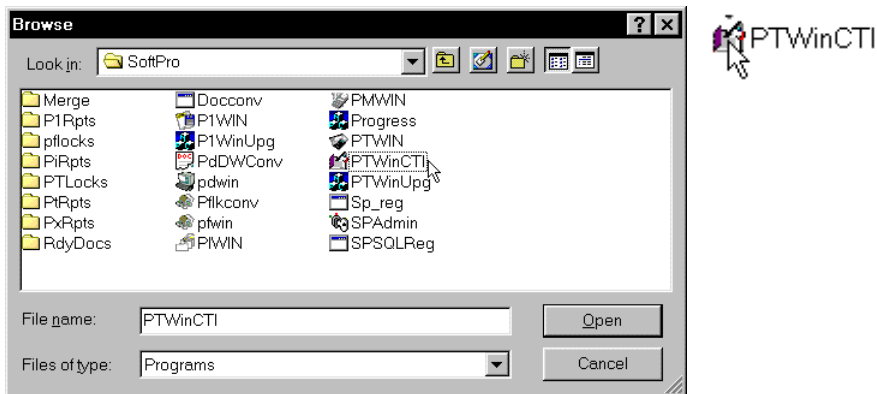 Browse
Look in: SoftPro
Merge Docconv PMWIN
P1Rpts P1WIN Progress
pflocks P1WinUpg PTWIN
PiRpts PdDWConv PTWinCTI
PTLocks pdwin PTWinUpg
PtRpts Pflkconv Sp_reg
PxRpts pfwin SPAdmin
RdyDocs PIWIN SPSQLReg
File name: PTWinCTI Open
Files of type: Programs Cancel
PTWinCTI